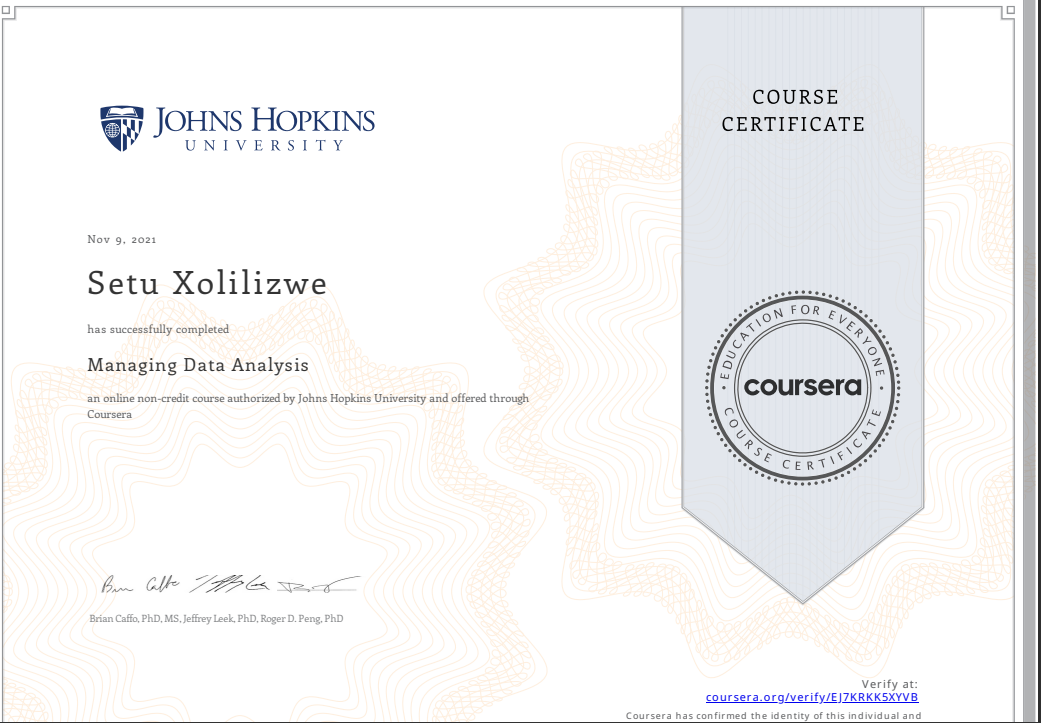 JOHNS HOPKINS
UNIVERSITY
COURSE
CERTIFICATE
Nov 9, 2021
Setu Xolilizwe
has successfully completed
Managing Data Analysis
an online non-credit course authorized by Johns Hopkins University and offered through
Coursera
EDUCATION FOR EVERYONE
coursera
COURSE CERTIFICATE
Brian Caffo, PhD, MS, Jeffrey Leek, PhD, Roger D. Peng, PhD
Verify at:
coursera.org/verify/EJ7KRKK5XYVB
Coursera has confirmed the identity of this individual and